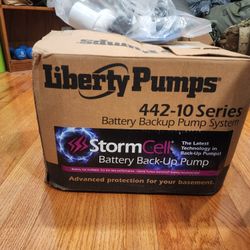 Pumps®
Liberty Pumps®
442-10 Series
Battery Backup Pump System
StormCell®
Battery Back-Up Pump
The Latest
Technology in
Back-Up Pumps!
Advanced protection for your basement.